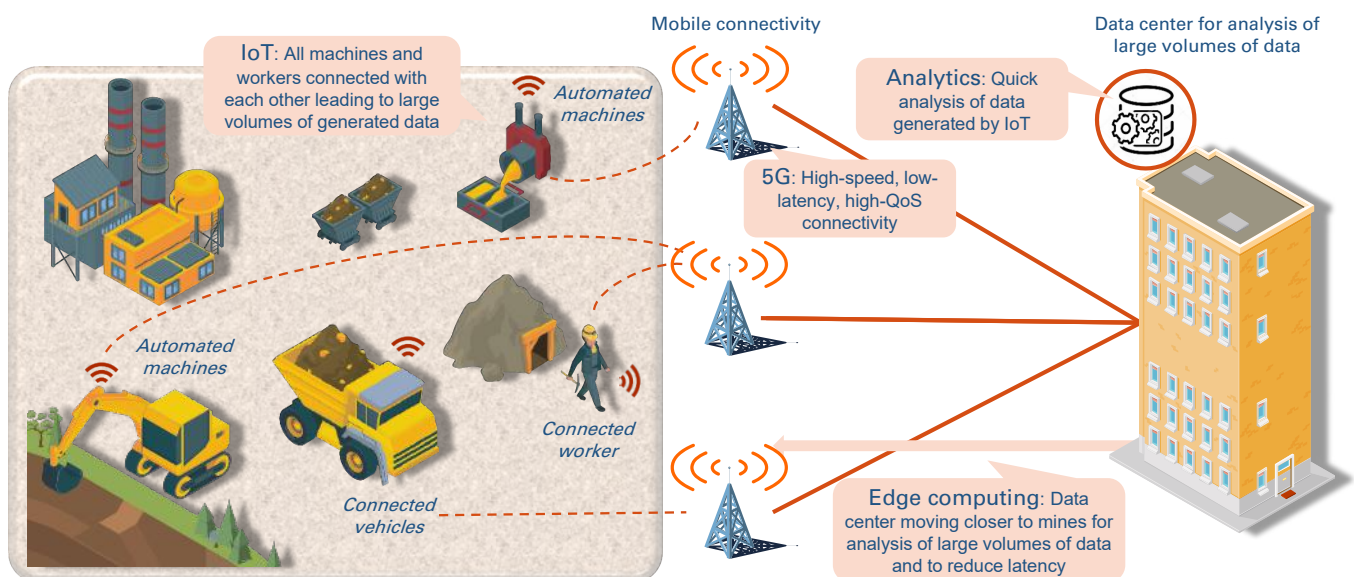 Mobile connectivity
Data center for analysis of
large volumes of data
IoT: All machines and
workers connected with
each other leading to large
volumes of generated data
Automated
machines
Analytics: Quick
analysis of data
generated by IoT
5G: High-speed, low-
latency, high-QoS
connectivity
Automated
machines
Connected
worker
Connected
vehicles
Edge computing: Data
center moving closer to mines for
analysis of large volumes of data
and to reduce latency